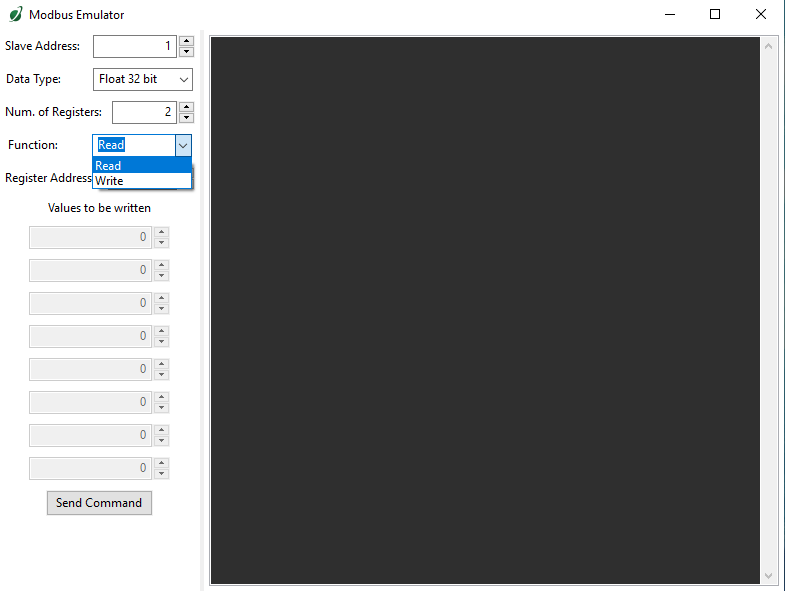 Modbus Emulator
Slave Address: 1
Data Type: Float 32 bit
Num. of Registers: 2
Function: Read
Read
Register Address
Write
Values to be written
0
0
0
0
0
0
0
0
Send Command